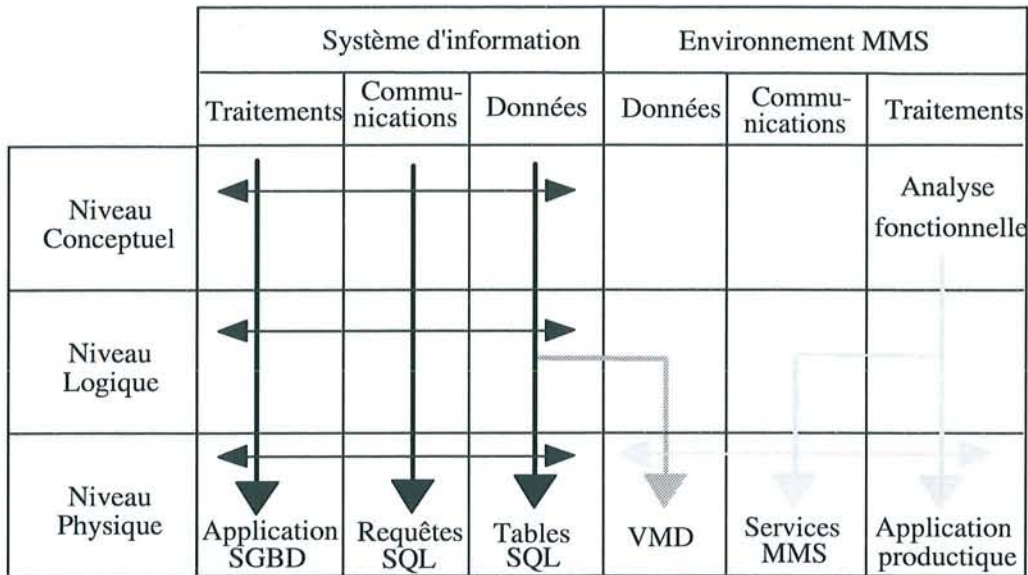 Système d'information
Environnement MMS
Traitements
Commu-
nications
Données
Données
Commu-
nications
Traitements
Niveau
Conceptuel
Analyse
fonctionnelle
Niveau
Logique
Niveau
Physique
Application
SGBD
Requêtes
SQL
Tables
SQL
VMD
Services
MMS
Application
productique